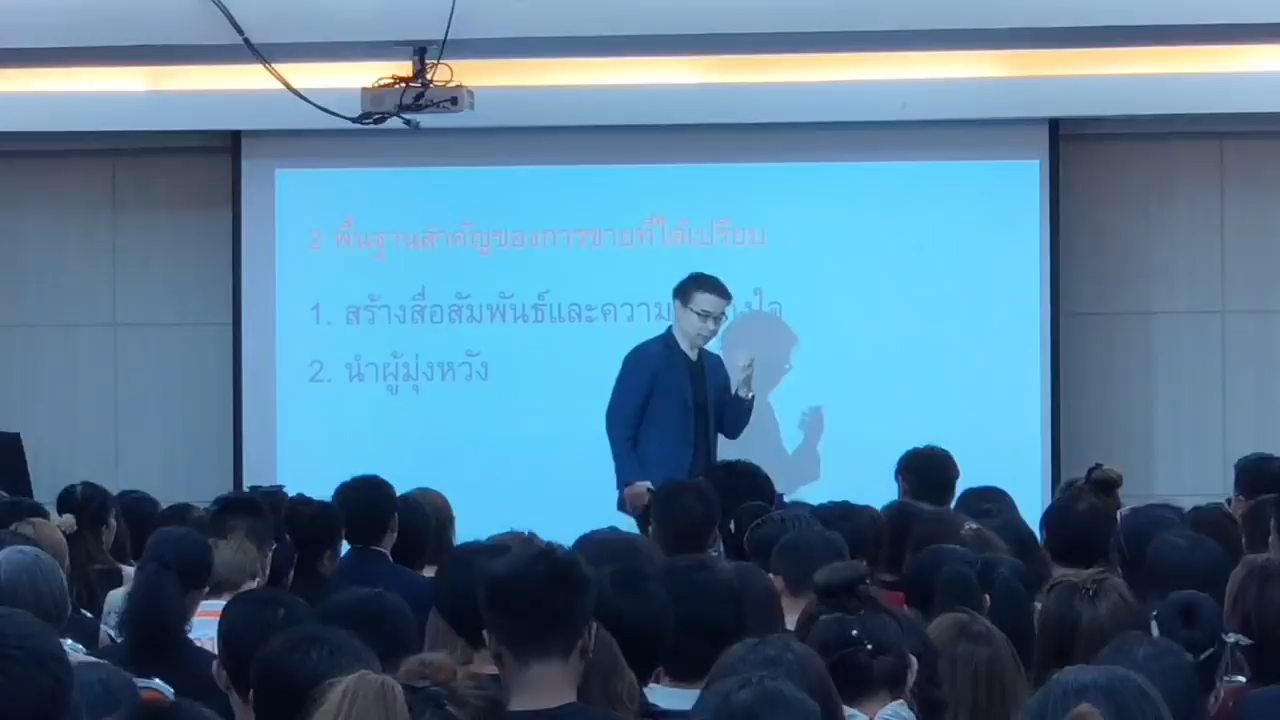 2 พื้นฐานสำคัญของการขายที่ได้เปรียบ
1. สร้างสื่อสัมพันธ์และความ
2. นำผู้มุ่งหวัง